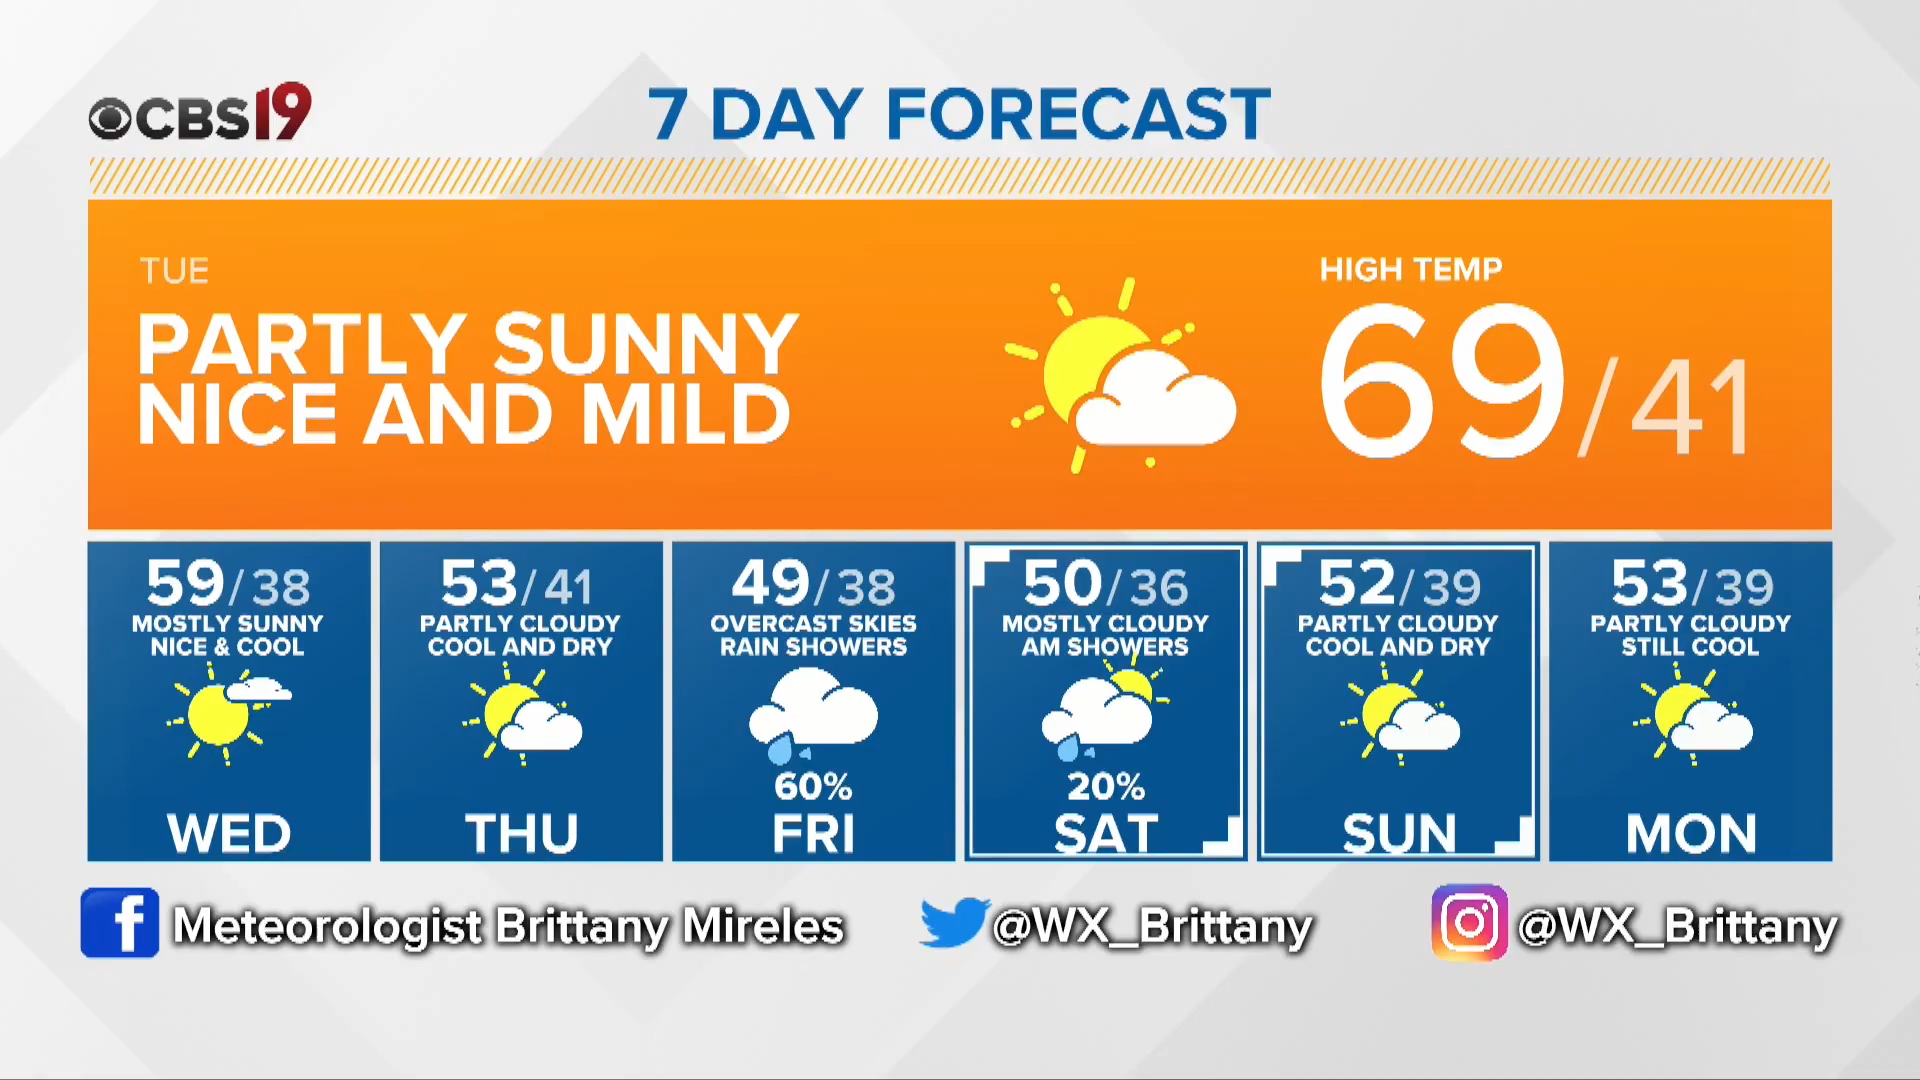 CBS19
7 DAY FORECAST
TUE
PARTLY SUNNY
NICE AND MILD
HIGH TEMP
69/41
59/38
MOSTLY SUNNY
NICE & COOL
WED
53/41
PARTLY CLOUDY
COOL AND DRY
THU
49/38
OVERCAST SKIES
RAIN SHOWERS
60%
FRI
50/36
MOSTLY CLOUDY
AM SHOWERS
20%
SAT
52/39
PARTLY CLOUDY
COOL AND DRY
SUN
53/39
PARTLY CLOUDY
STILL COOL
MON
Meteorologist Brittany Mireles
@WX_Brittany
@WX_Brittany